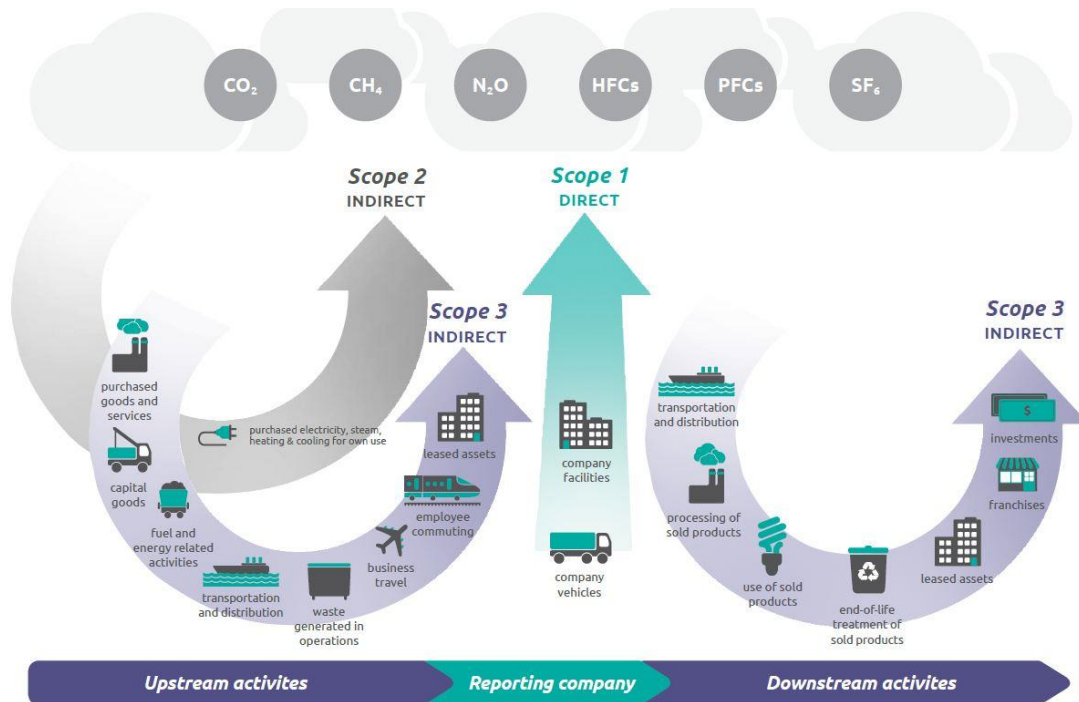 CO₂
CH₄
N₂O
HFCs
PFCs
SF₆
Scope 2
INDIRECT
Scope 1
DIRECT
Scope 3
INDIRECT
Scope 3
INDIRECT
purchased
goods and
services
purchased electricity, steam,
heating & cooling for own use
capital
goods
fuel and
energy related
activities
transportation
and distribution
waste
generated in
operations
business
travel
employee
commuting
leased assets
company
facilities
company
vehicles
transportation
and distribution
processing of
sold products
use of sold
products
end-of-life
treatment of
sold products
leased assets
franchises
$
investments
Upstream activites
Reporting company
Downstream activites